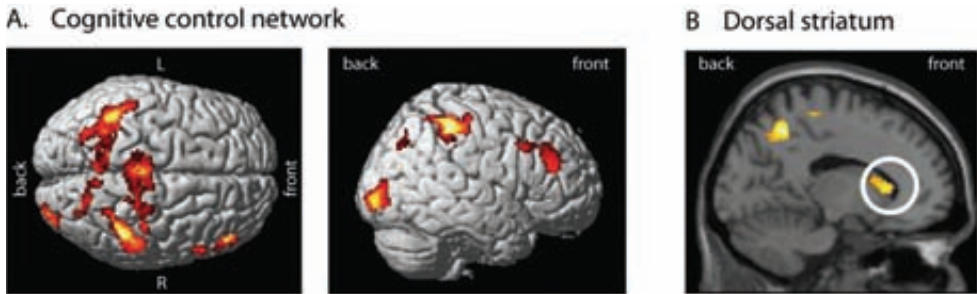 A. Cognitive control network
B Dorsal striatum
L
back
front
R
back front
back front